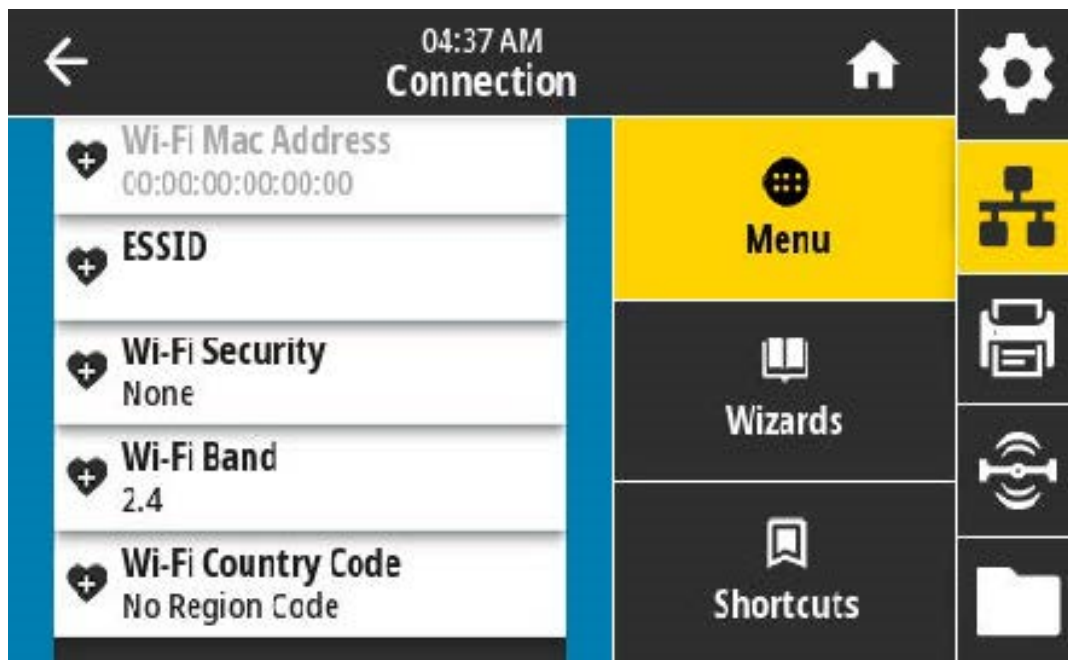 04:37 AM
Connection
Wi-Fi Mac Address
00:00:00:00:00:00
ESSID
Wi-Fi Security
None
Wi-Fi Band
2.4
Wi-Fi Country Code
No Region Code
Menu
Wizards
Shortcuts